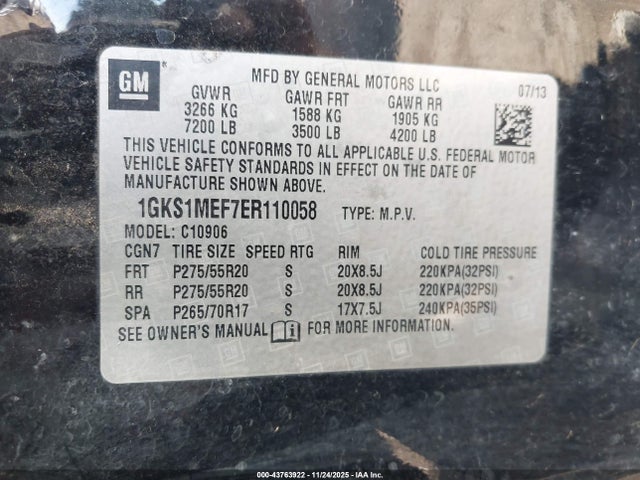 GM
MFD BY GENERAL MOTORS LLC
07/13
GVWR GAWR FRT GAWR RR
3266 KG 1588 KG 1905 KG
7200 LB 3500 LB 4200 LB
THIS VEHICLE CONFORMS TO ALL APPLICABLE U.S. FEDERAL MOTOR
VEHICLE SAFETY STANDARDS IN EFFECT ON THE DATE OF
MANUFACTURE SHOWN ABOVE.
1GKS1MEF7ER110058 TYPE: M.P.V.
MODEL: C10906
CGN7 TIRE SIZE SPEED RTG RIM COLD TIRE PRESSURE
FRT P275/55R20 S 20X8.5J 220KPA(32PSI)
RR P275/55R20 S 20X8.5J 220KPA(32PSI)
SPA P265/70R17 S 17X7.5J 240KPA(35PSI)
SEE OWNER'S MANUAL i FOR MORE INFORMATION.
000-43763922 - 11/24/2025 - IAA Inc.